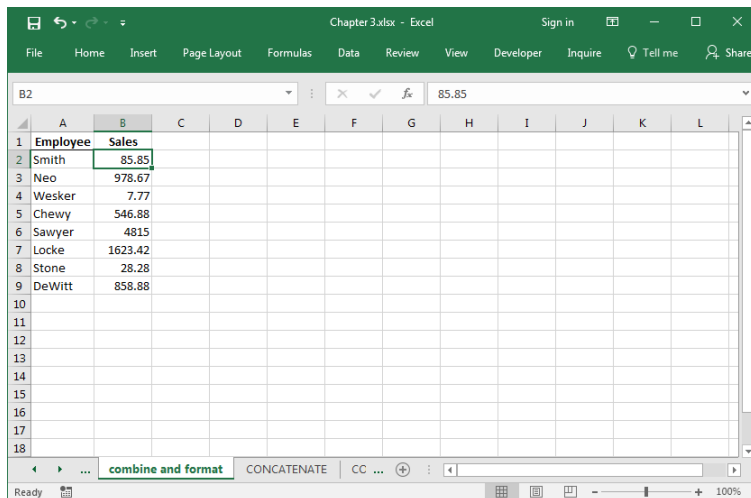 Chapter 3.xlsx - Excel Sign in
File Home Insert Page Layout Formulas Data Review View Developer Inquire Tell me Share
B2 fx 85.85
A B C D E F G H I J K L
1 Employee Sales
2 Smith 85.85
3 Neo 978.67
4 Wesker 7.77
5 Chewy 546.88
6 Sawyer 4815
7 Locke 1623.42
8 Stone 28.28
9 DeWitt 858.88
10
11
12
13
14
15
16
17
18
... combine and format CONCATENATE CC ...
Ready 100%